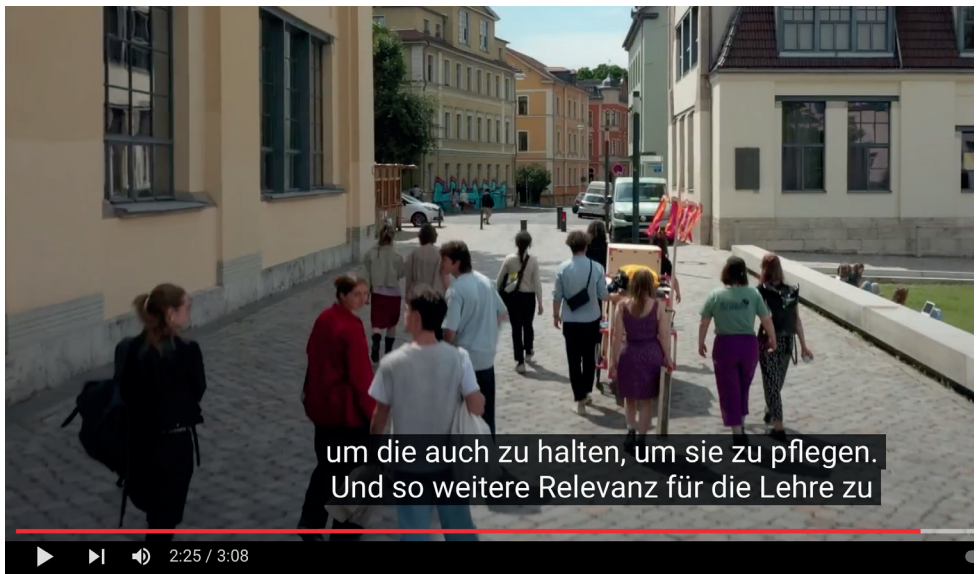 um die auch zu halten, um sie zu pflegen.
Und so weitere Relevanz für die Lehre zu
2:25 / 3:08